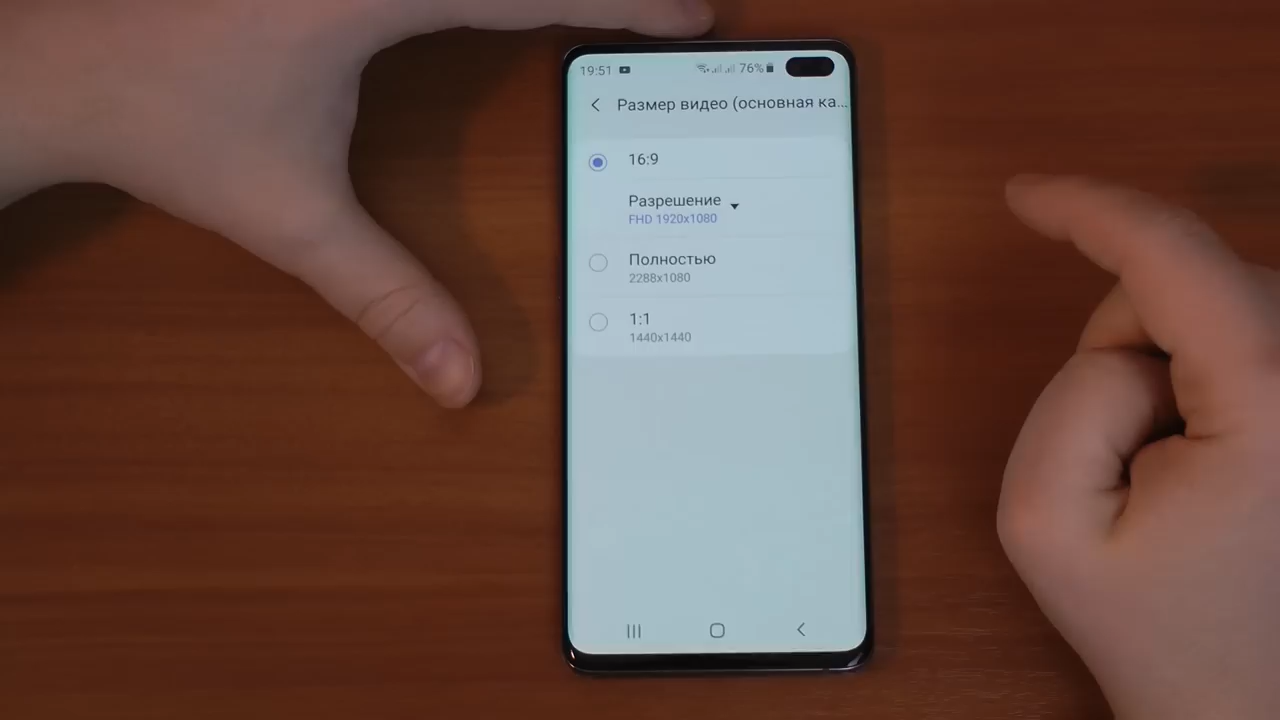 19:51 76%
Размер видео (основная ка...
16:9
Разрешение
FHD 1920x1080
Полностью
2288x1080
1:1
1440x1440